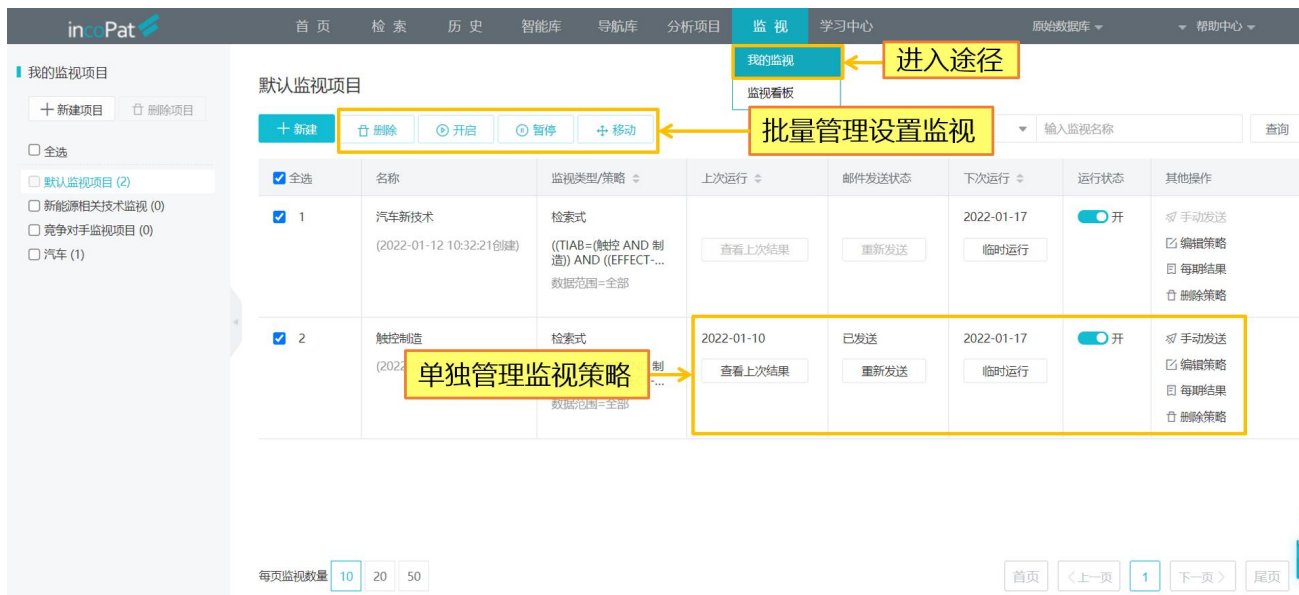 incoPat
首 页 检 索 历 史 智能库 导航库 分析项目 监 视 学习中心 原始数据库 帮助中心
我的监视
监视看板
进入途径
我的监视项目
新建项目 删除项目
全选
默认监视项目 (2)
新能源相关技术监视 (0)
竞争对手监视项目 (0)
汽车 (1)
默认监视项目
新建 删除 开启 暂停 移动
批量管理设置监视
输入监视名称 查询
全选 名称 监视类型/策略 上次运行 邮件发送状态 下次运行 运行状态 其他操作
1 汽车新技术 检索式 2022-01-17 开 手动发送
(2022-01-12 10:32:21创建) ((TIAB=(触控 AND 制 查看上次结果 重新发送 临时运行 编辑策略
造)) AND ((EFFECT-... 每期结果
数据范围=全部 删除策略
2 触控制造 检索式 2022-01-10 已发送 2022-01-17 开 手动发送
(2022 制 查看上次结果 重新发送 临时运行 编辑策略
单独管理监视策略
每期结果
数据范围=全部 删除策略
每页监视数量 10 20 50 首页 <上一页 1 下一页> 尾页